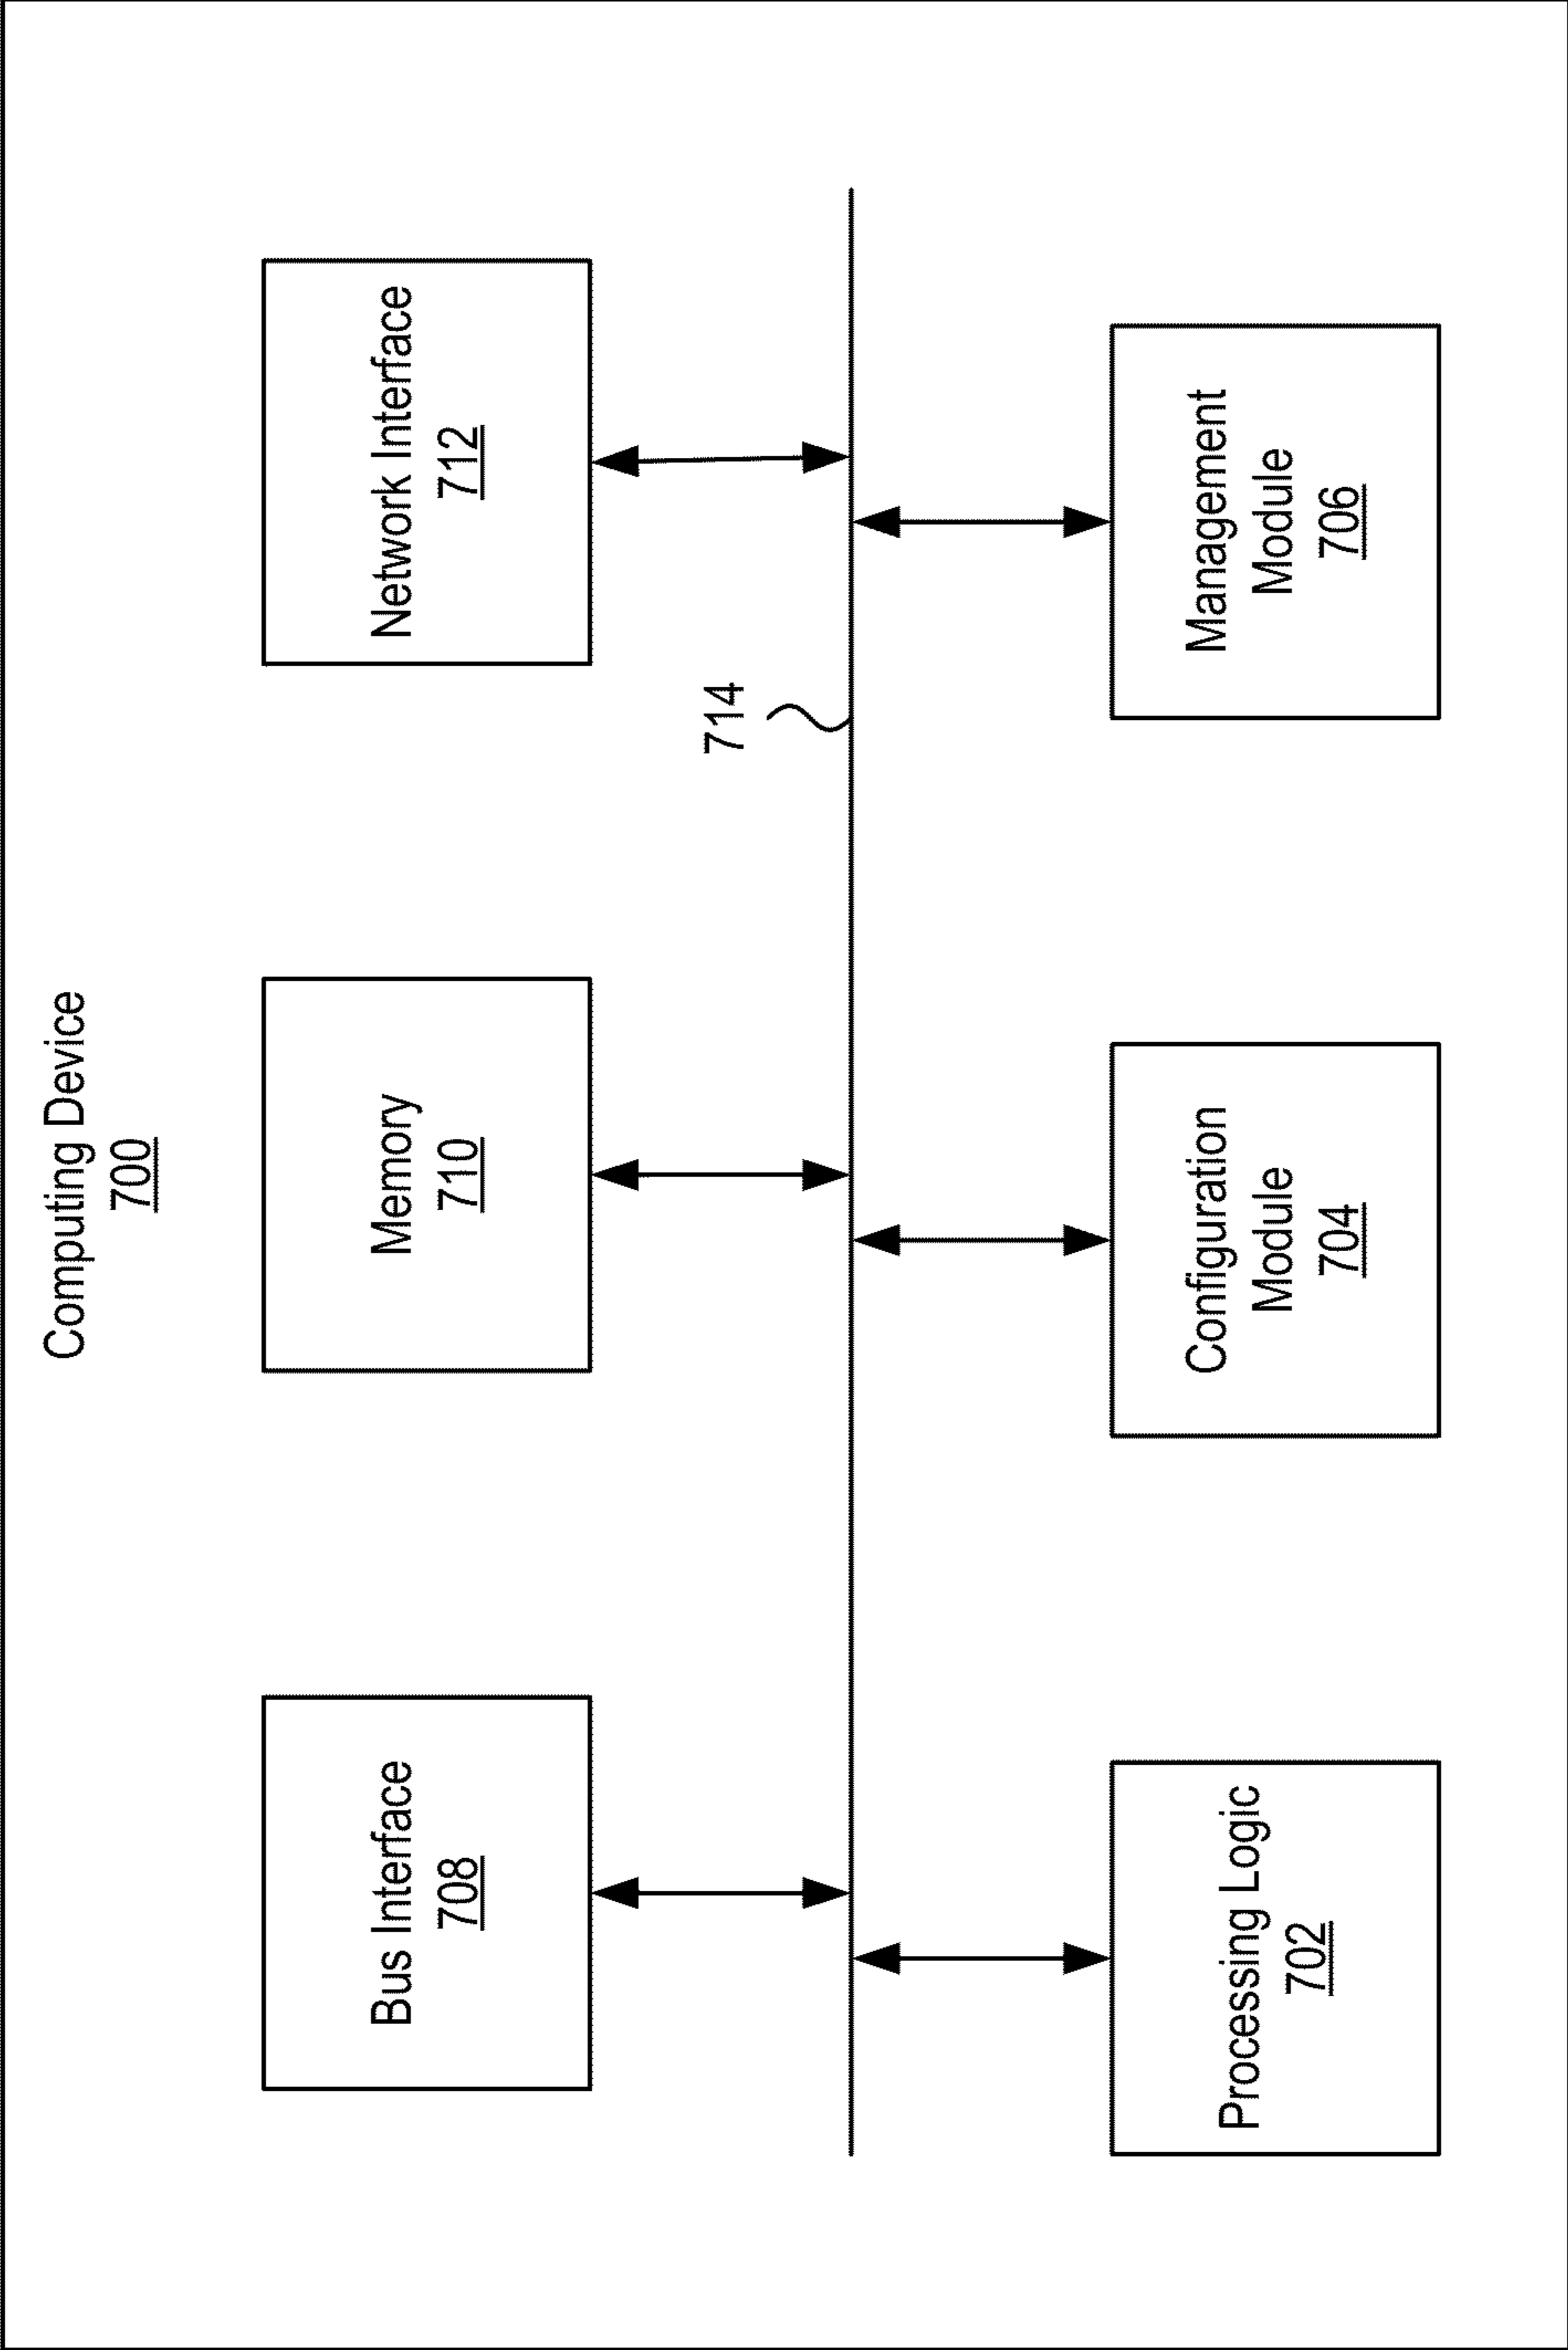 Computing Device
700
Bus Interface
708
Memory
710
Network Interface
712
714
Processing Logic
702
Configuration
Module
704
Management
Module
706